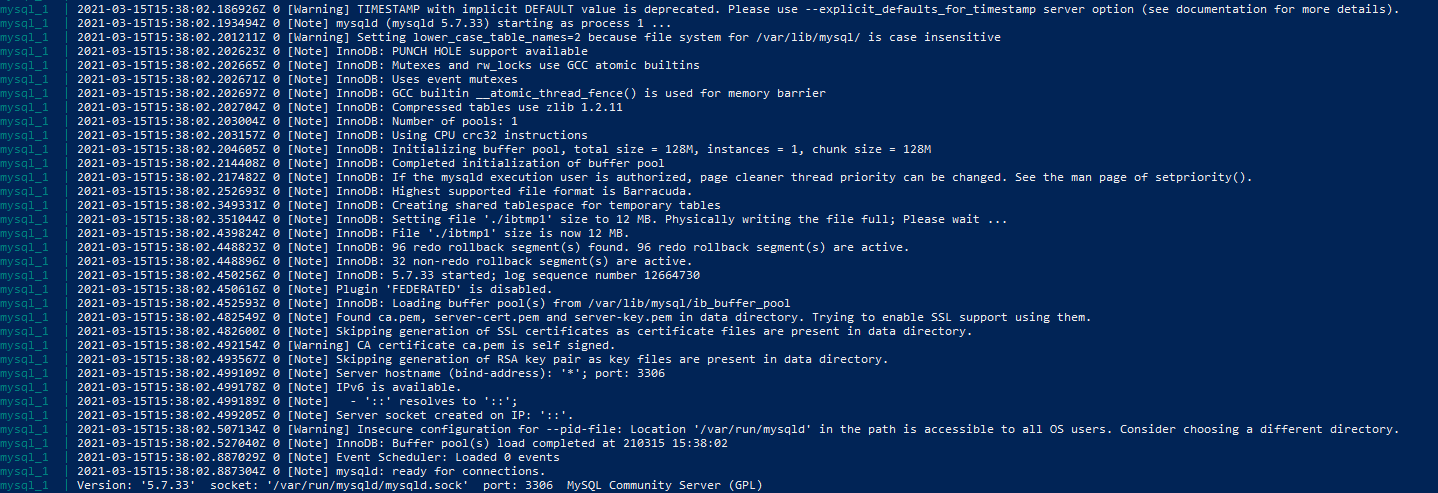 mysql_1 | 2021-03-15T15:38:02.186926Z 0 [Warning] TIMESTAMP with implicit DEFAULT value is deprecated. Please use --explicit_defaults_for_timestamp server option (see documentation for more details).
mysql_1 | 2021-03-15T15:38:02.193494Z 0 [Note] mysqld (mysqld 5.7.33) starting as process 1 ...
mysql_1 | 2021-03-15T15:38:02.201211Z 0 [Warning] Setting lower_case_table_names=2 because file system for /var/lib/mysql/ is case insensitive
mysql_1 | 2021-03-15T15:38:02.202623Z 0 [Note] InnoDB: PUNCH HOLE support available
mysql_1 | 2021-03-15T15:38:02.202665Z 0 [Note] InnoDB: Mutexes and rw_locks use GCC atomic builtins
mysql_1 | 2021-03-15T15:38:02.202671Z 0 [Note] InnoDB: Uses event mutexes
mysql_1 | 2021-03-15T15:38:02.202697Z 0 [Note] InnoDB: GCC builtin __atomic_thread_fence() is used for memory barrier
mysql_1 | 2021-03-15T15:38:02.202704Z 0 [Note] InnoDB: Compressed tables use zlib 1.2.11
mysql_1 | 2021-03-15T15:38:02.203004Z 0 [Note] InnoDB: Number of pools: 1
mysql_1 | 2021-03-15T15:38:02.203157Z 0 [Note] InnoDB: Using CPU crc32 instructions
mysql_1 | 2021-03-15T15:38:02.204605Z 0 [Note] InnoDB: Initializing buffer pool, total size = 128M, instances = 1, chunk size = 128M
mysql_1 | 2021-03-15T15:38:02.214408Z 0 [Note] InnoDB: Completed initialization of buffer pool
mysql_1 | 2021-03-15T15:38:02.217482Z 0 [Note] InnoDB: If the mysqld execution user is authorized, page cleaner thread priority can be changed. See the man page of setpriority().
mysql_1 | 2021-03-15T15:38:02.252693Z 0 [Note] InnoDB: Highest supported file format is Barracuda.
mysql_1 | 2021-03-15T15:38:02.349331Z 0 [Note] InnoDB: Creating shared tablespace for temporary tables
mysql_1 | 2021-03-15T15:38:02.351044Z 0 [Note] InnoDB: Setting file './ibtmp1' size to 12 MB. Physically writing the file full; Please wait ...
mysql_1 | 2021-03-15T15:38:02.439824Z 0 [Note] InnoDB: File './ibtmp1' size is now 12 MB.
mysql_1 | 2021-03-15T15:38:02.448823Z 0 [Note] InnoDB: 96 redo rollback segment(s) found. 96 redo rollback segment(s) are active.
mysql_1 | 2021-03-15T15:38:02.448896Z 0 [Note] InnoDB: 32 non-redo rollback segment(s) are active.
mysql_1 | 2021-03-15T15:38:02.450256Z 0 [Note] InnoDB: 5.7.33 started; log sequence number 12664730
mysql_1 | 2021-03-15T15:38:02.450616Z 0 [Note] Plugin 'FEDERATED' is disabled.
mysql_1 | 2021-03-15T15:38:02.452593Z 0 [Note] InnoDB: Loading buffer pool(s) from /var/lib/mysql/ib_buffer_pool
mysql_1 | 2021-03-15T15:38:02.482549Z 0 [Note] Found ca.pem, server-cert.pem and server-key.pem in data directory. Trying to enable SSL support using them.
mysql_1 | 2021-03-15T15:38:02.482600Z 0 [Note] Skipping generation of SSL certificates as certificate files are present in data directory.
mysql_1 | 2021-03-15T15:38:02.492154Z 0 [Warning] CA certificate ca.pem is self signed.
mysql_1 | 2021-03-15T15:38:02.493567Z 0 [Note] Skipping generation of RSA key pair as key files are present in data directory.
mysql_1 | 2021-03-15T15:38:02.499109Z 0 [Note] Server hostname (bind-address): '*'; port: 3306
mysql_1 | 2021-03-15T15:38:02.499178Z 0 [Note] IPv6 is available.
mysql_1 | 2021-03-15T15:38:02.499189Z 0 [Note]   - '::' resolves to '::';
mysql_1 | 2021-03-15T15:38:02.499205Z 0 [Note] Server socket created on IP: '::'.
mysql_1 | 2021-03-15T15:38:02.507134Z 0 [Warning] Insecure configuration for --pid-file: Location '/var/run/mysqld' in the path is accessible to all OS users. Consider choosing a different directory.
mysql_1 | 2021-03-15T15:38:02.527040Z 0 [Note] InnoDB: Buffer pool(s) load completed at 210315 15:38:02
mysql_1 | 2021-03-15T15:38:02.887029Z 0 [Note] Event Scheduler: Loaded 0 events
mysql_1 | 2021-03-15T15:38:02.887304Z 0 [Note] mysqld: ready for connections.
mysql_1 | Version: '5.7.33'  socket: '/var/run/mysqld/mysqld.sock'  port: 3306  MySQL Community Server (GPL)